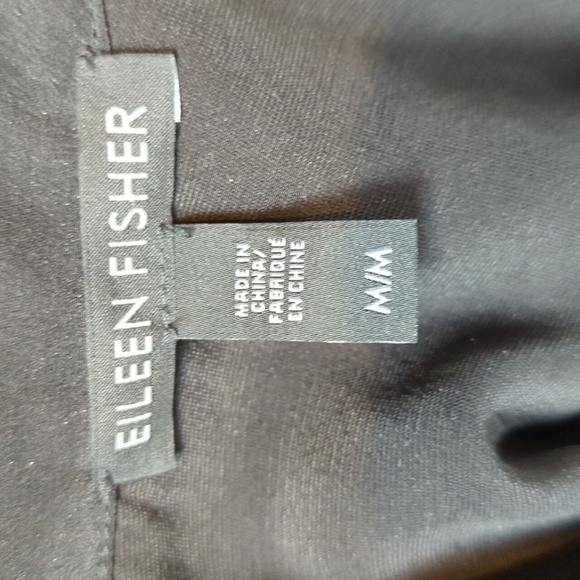 EILEEN FISHER
MADE IN
CHINA/
FABRIQUÉ
EN CHINE
M/M